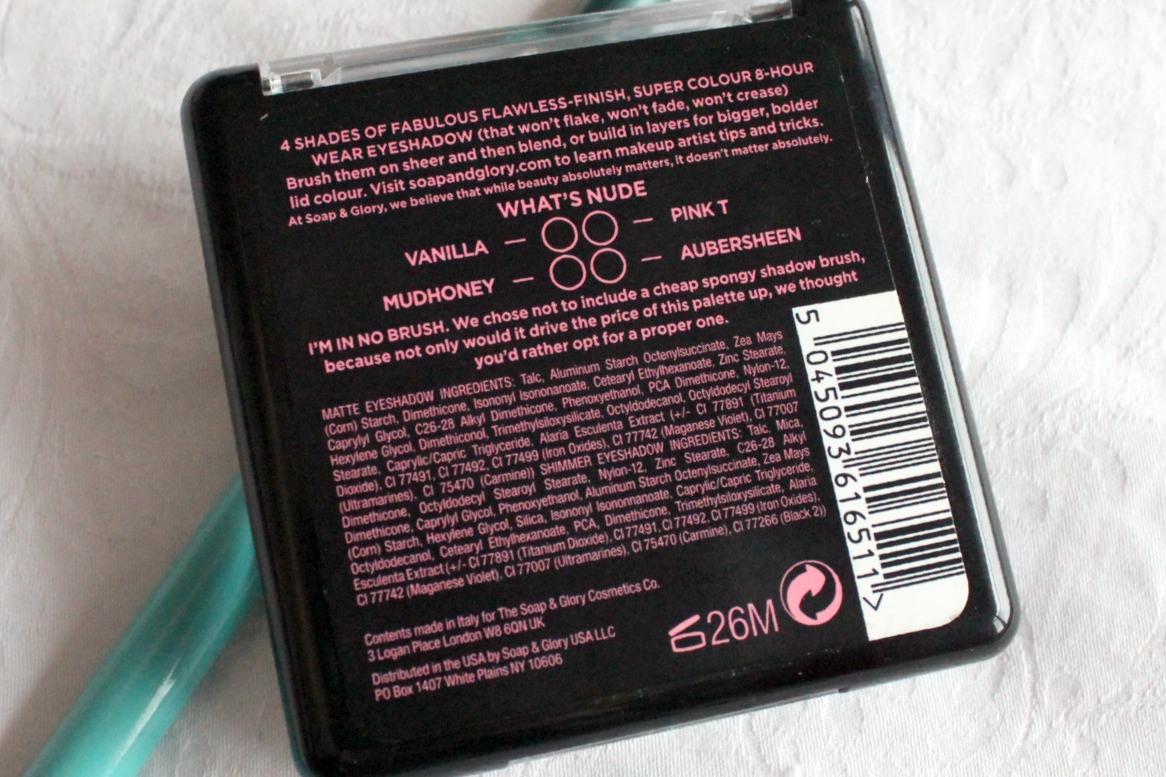 4 SHADES OF FABULOUS FLAWLESS-FINISH, SUPER COLOUR 8-HOUR
WEAR EYESHADOW (that won't flake, won't fade, won't crease)
Brush them on sheer and then blend, or build in layers for bigger, bolder
lid colour. Visit soapandglory.com to learn makeup artist tips and tricks.
At Soap & Glory, we believe that while beauty absolutely matters, it doesn't matter absolutely.
WHAT'S NUDE
VANILLA — — PINK T
MUDHONEY — — AUBERSHEEN
I'M IN NO BRUSH. We chose not to include a cheap spongy shadow brush,
because not only would it drive the price of this palette up, we thought
you'd rather opt for a proper one.
MATTE EYESHADOW INGREDIENTS: Talc, Aluminum Starch Octenylsuccinate, Zea Mays
(Corn) Starch, Dimethicone, Isononyl Isononanoate, Cetearyl Ethylhexanoate, Zinc Stearate,
Caprylyl Glycol, C26-28 Alkyl Dimethicone, Phenoxyethanol, PCA Dimethicone, Nylon-12,
Hexylene Glycol, Dimethiconol, Trimethylsiloxysilicate, Octyldodecanol, Octyldodecyl Stearoyl
Stearate, Caprylic/Capric Triglyceride, Alaria Esculenta Extract (+/- CI 77891 (Titanium
Dioxide), CI 77491, CI 77492, CI 77499 (Iron Oxides), CI 77742 (Maganese Violet), CI 77007
(Ultramarines), CI 75470 (Carmine)) SHIMMER EYESHADOW INGREDIENTS: Talc, Mica,
Dimethicone, Octyldodecyl Stearoyl Stearate, Nylon-12, Zinc Stearate, C26-28 Alkyl
Dimethicone, Caprylyl Glycol, Phenoxyethanol, Aluminum Starch Octenylsuccinate, Zea Mays
(Corn) Starch, Hexylene Glycol, Silica, Isononyl Isononnanoate, Caprylic/Capric Triglyceride,
Octyldodecanol, Cetearyl Ethylhexanoate, PCA, Dimethicone, Trimethylsiloxysilicate, Alaria
Esculenta Extract (+/- CI 77891 (Titanium Dioxide), CI 77491, CI 77492, CI 77499 (Iron Oxides),
CI 77742 (Maganese Violet), CI 77007 (Ultramarines), CI 75470 (Carmine), CI 77266 (Black 2))
Contents made in Italy for The Soap & Glory Cosmetics Co.
3 Logan Place London W8 6QN UK
Distributed in the USA by Soap & Glory USA LLC
PO Box 1407 White Plains NY 10606
26M
5 045093 616511 >